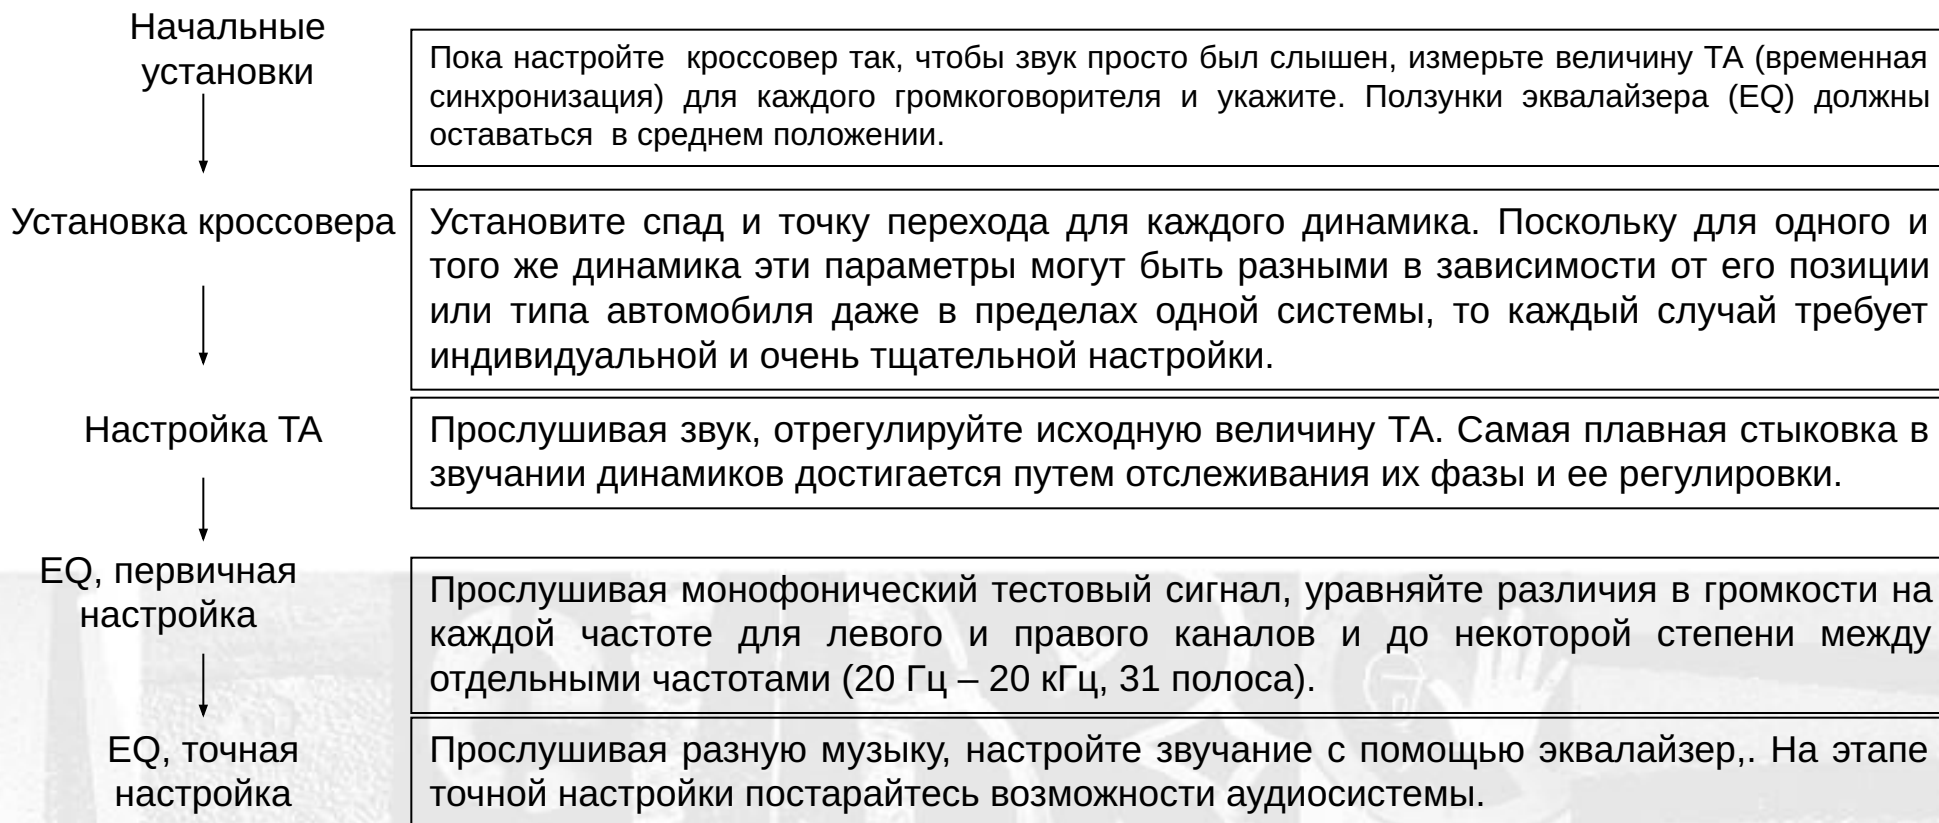 Начальные
установки
Пока настройте кроссовер так, чтобы звук просто был слышен, измерьте величину ТА (временная
синхронизация) для каждого громкоговорителя и укажите. Ползунки эквалайзера (EQ) должны
оставаться в среднем положении.
Установка кроссовера
Установите спад и точку перехода для каждого динамика. Поскольку для одного и
того же динамика эти параметры могут быть разными в зависимости от его позиции
или типа автомобиля даже в пределах одной системы, то каждый случай требует
индивидуальной и очень тщательной настройки.
Настройка ТА
Прослушивая звук, отрегулируйте исходную величину ТА. Самая плавная стыковка в
звучании динамиков достигается путем отслеживания их фазы и ее регулировки.
EQ, первичная
настройка
Прослушивая монофонический тестовый сигнал, уравняйте различия в громкости на
каждой частоте для левого и правого каналов и до некоторой степени между
отдельными частотами (20 Гц – 20 кГц, 31 полоса).
EQ, точная
настройка
Прослушивая разную музыку, настройте звучание с помощью эквалайзер,. На этапе
точной настройки постарайтесь возможности аудиосистемы.